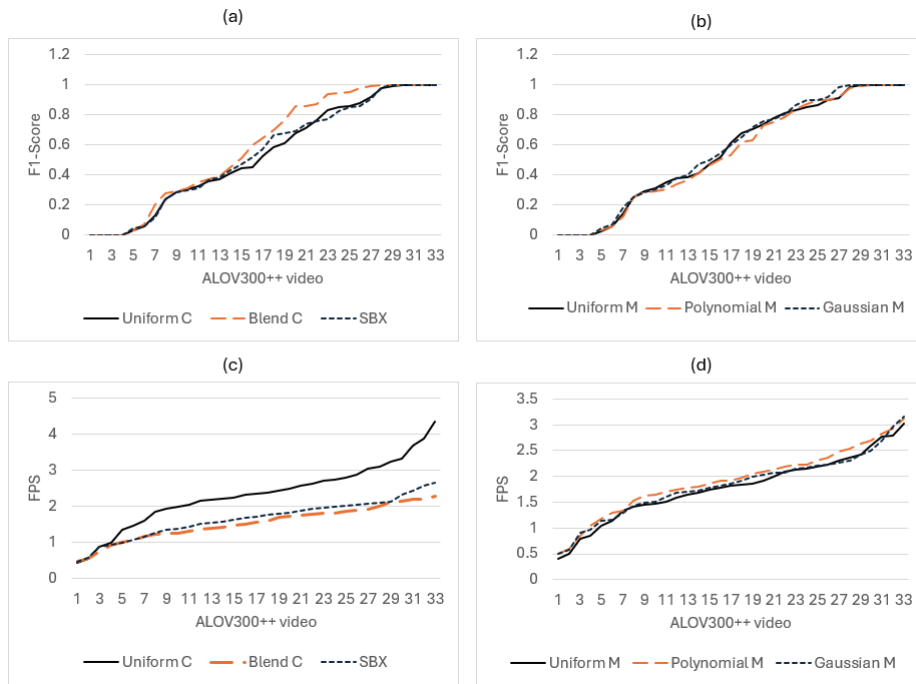 (a)
1.2
1
0.8
0.6
0.4
0.2
0
F1-Score
1 3 5 7 9 11 13 15 17 19 21 23 25 27 29 31 33
ALOV300++ video
Uniform C Blend C SBX
(b)
1.2
1
0.8
0.6
0.4
0.2
0
F1-Score
1 3 5 7 9 11 13 15 17 19 21 23 25 27 29 31 33
ALOV300++ video
Uniform M Polynomial M Gaussian M
(c)
5
4
3
2
1
0
FPS
1 3 5 7 9 11 13 15 17 19 21 23 25 27 29 31 33
ALOV300++ video
Uniform C Blend C SBX
(d)
3.5
3
2.5
2
1.5
1
0.5
0
FPS
1 3 5 7 9 11 13 15 17 19 21 23 25 27 29 31 33
ALOV300++ video
Uniform M Polynomial M Gaussian M